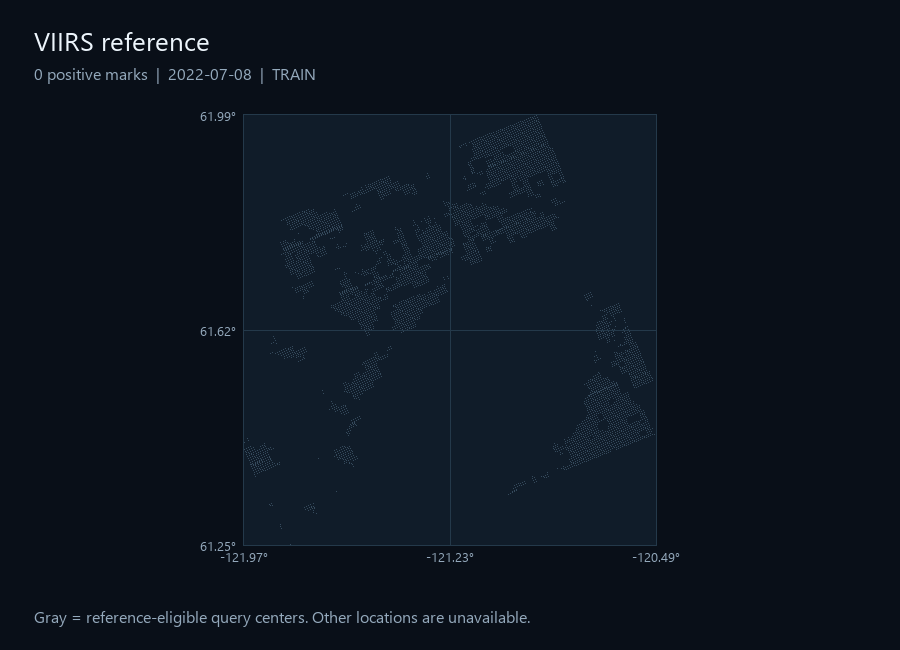 VIIRS reference
0 positive marks | 2022-07-08 | TRAIN
61.99°
61.62°
61.25°
-121.97°
-121.23°
-120.49°
Gray = reference-eligible query centers. Other locations are unavailable.